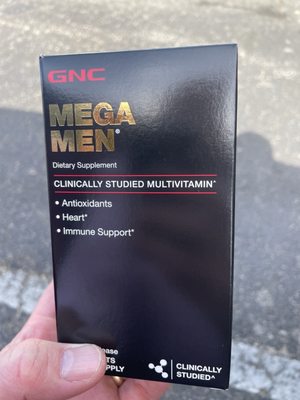 GNC
MEGA
MEN®
Dietary Supplement
CLINICALLY STUDIED MULTIVITAMIN^
• Antioxidants
• Heart*
• Immune Support*
CLINICALLY
STUDIED^